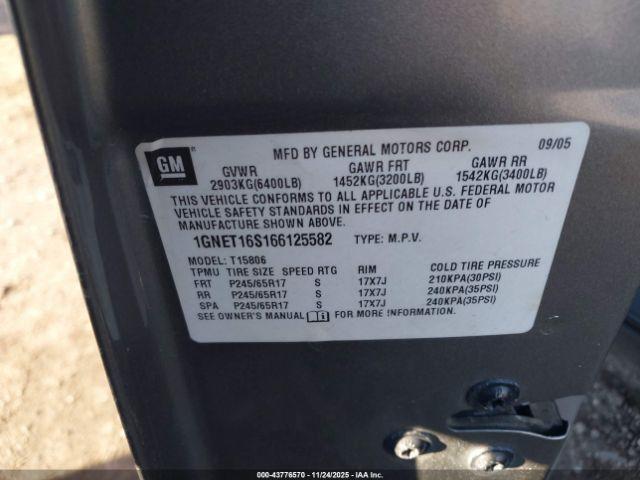 GM
MFD BY GENERAL MOTORS CORP. 09/05
GVWR GAWR FRT GAWR RR
2903KG(6400LB) 1452KG(3200LB) 1542KG(3400LB)
THIS VEHICLE CONFORMS TO ALL APPLICABLE U.S. FEDERAL MOTOR
VEHICLE SAFETY STANDARDS IN EFFECT ON THE DATE OF
MANUFACTURE SHOWN ABOVE.
1GNET16S166125582 TYPE: M.P.V.
MODEL: T15806
TPMU TIRE SIZE SPEED RTG RIM COLD TIRE PRESSURE
FRT P245/65R17 S 17X7J 210KPA(30PSI)
RR P245/65R17 S 17X7J 240KPA(35PSI)
SPA P245/65R17 S 17X7J 240KPA(35PSI)
SEE OWNER'S MANUAL FOR MORE INFORMATION.
000-43776570 - 11/24/2025 - IAA Inc.